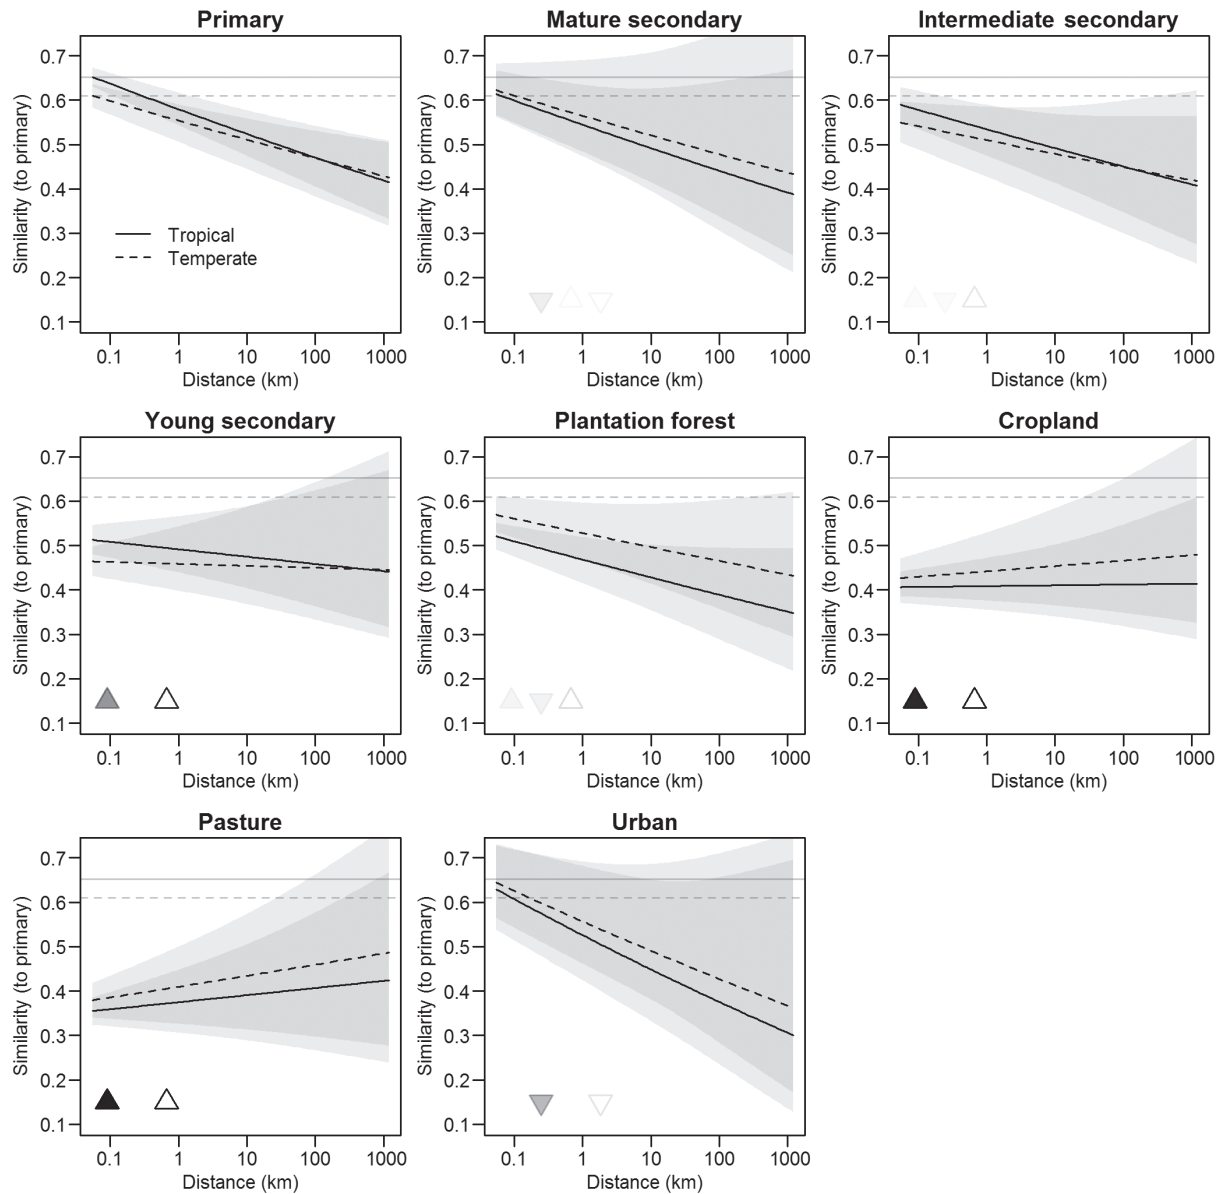 Primary
Mature secondary
Intermediate secondary
Similarity (to primary)
0.7
0.6
0.5
0.4
0.3
0.2
0.1
Tropical
Temperate
0.1 1 10 100 1000
Distance (km)
Similarity (to primary)
0.7
0.6
0.5
0.4
0.3
0.2
0.1
0.1 1 10 100 1000
Distance (km)
Similarity (to primary)
0.7
0.6
0.5
0.4
0.3
0.2
0.1
0.1 1 10 100 1000
Distance (km)
Young secondary
Plantation forest
Cropland
Similarity (to primary)
0.7
0.6
0.5
0.4
0.3
0.2
0.1
0.1 1 10 100 1000
Distance (km)
Similarity (to primary)
0.7
0.6
0.5
0.4
0.3
0.2
0.1
0.1 1 10 100 1000
Distance (km)
Similarity (to primary)
0.7
0.6
0.5
0.4
0.3
0.2
0.1
0.1 1 10 100 1000
Distance (km)
Pasture
Urban
Similarity (to primary)
0.7
0.6
0.5
0.4
0.3
0.2
0.1
0.1 1 10 100 1000
Distance (km)
Similarity (to primary)
0.7
0.6
0.5
0.4
0.3
0.2
0.1
0.1 1 10 100 1000
Distance (km)